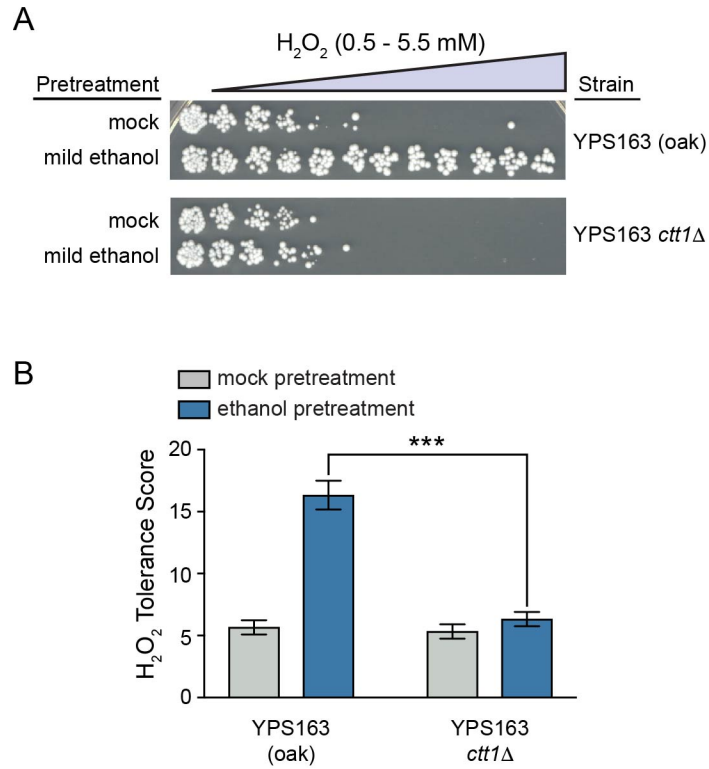 A
H₂O₂ (0.5 - 5.5 mM)
Pretreatment
Strain
mock
mild ethanol
YPS163 (oak)
mock
mild ethanol
YPS163 ctt1Δ
B
mock pretreatment
ethanol pretreatment
***
H₂O₂ Tolerance Score
20
15
10
5
0
YPS163
(oak)
YPS163
ctt1Δ